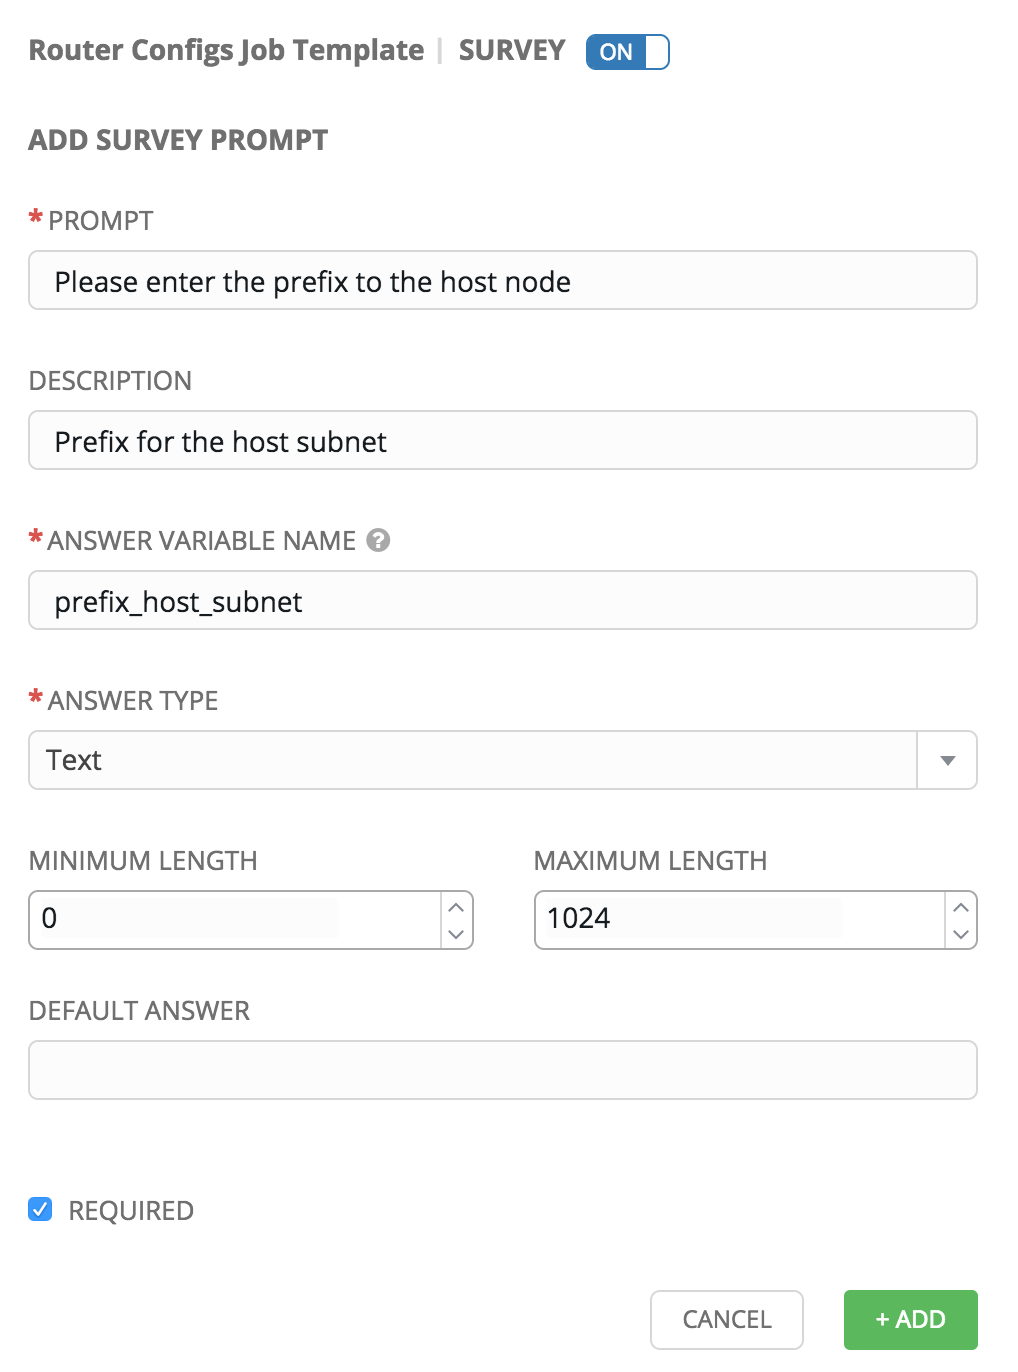 Router Configs Job Template | SURVEY ON
ADD SURVEY PROMPT
* PROMPT
Please enter the prefix to the host node
DESCRIPTION
Prefix for the host subnet
* ANSWER VARIABLE NAME ?
prefix_host_subnet
* ANSWER TYPE
Text
MINIMUM LENGTH MAXIMUM LENGTH
0 1024
DEFAULT ANSWER
REQUIRED
CANCEL + ADD